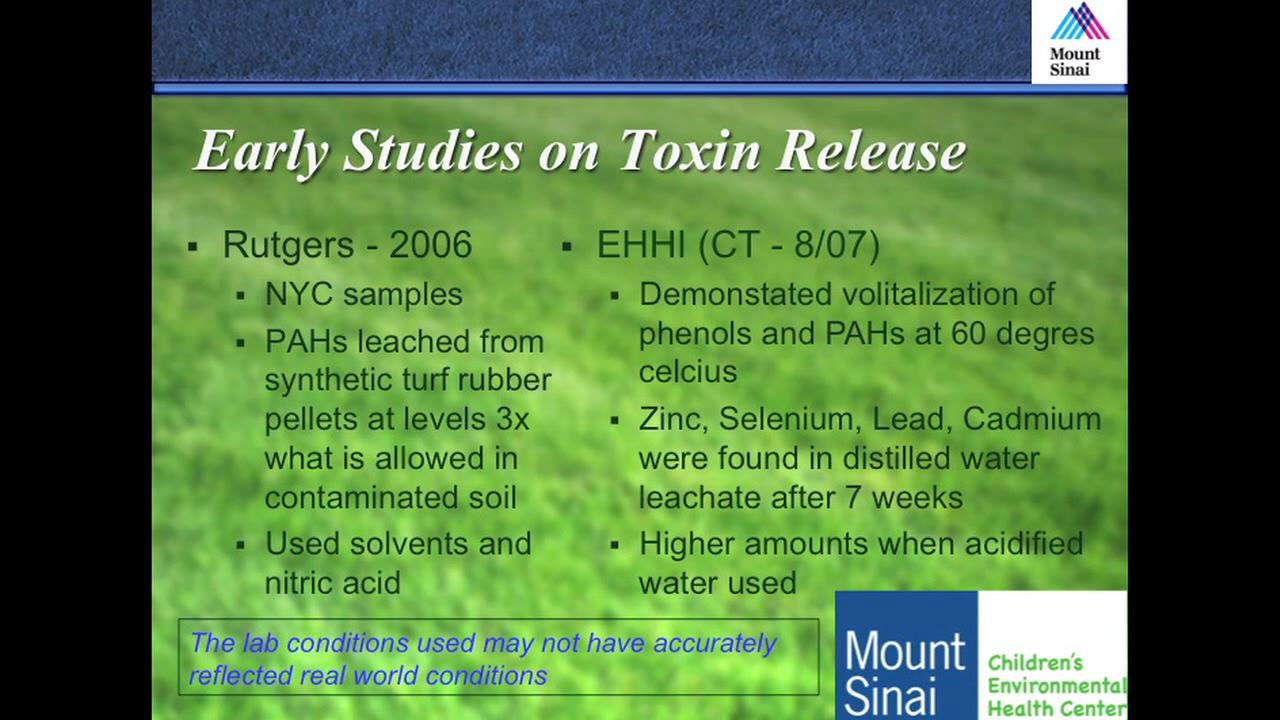 Mount
Sinai
Early Studies on Toxin Release
▪ Rutgers - 2006
▪ NYC samples
▪ PAHs leached from
synthetic turf rubber
pellets at levels 3x
what is allowed in
contaminated soil
▪ Used solvents and
nitric acid
▪ EHHI (CT - 8/07)
▪ Demonstated volitalization of
phenols and PAHs at 60 degres
celcius
▪ Zinc, Selenium, Lead, Cadmium
were found in distilled water
leachate after 7 weeks
▪ Higher amounts when acidified
water used
The lab conditions used may not have accurately
reflected real world conditions
Mount
Sinai
Children's
Environmental
Health Center